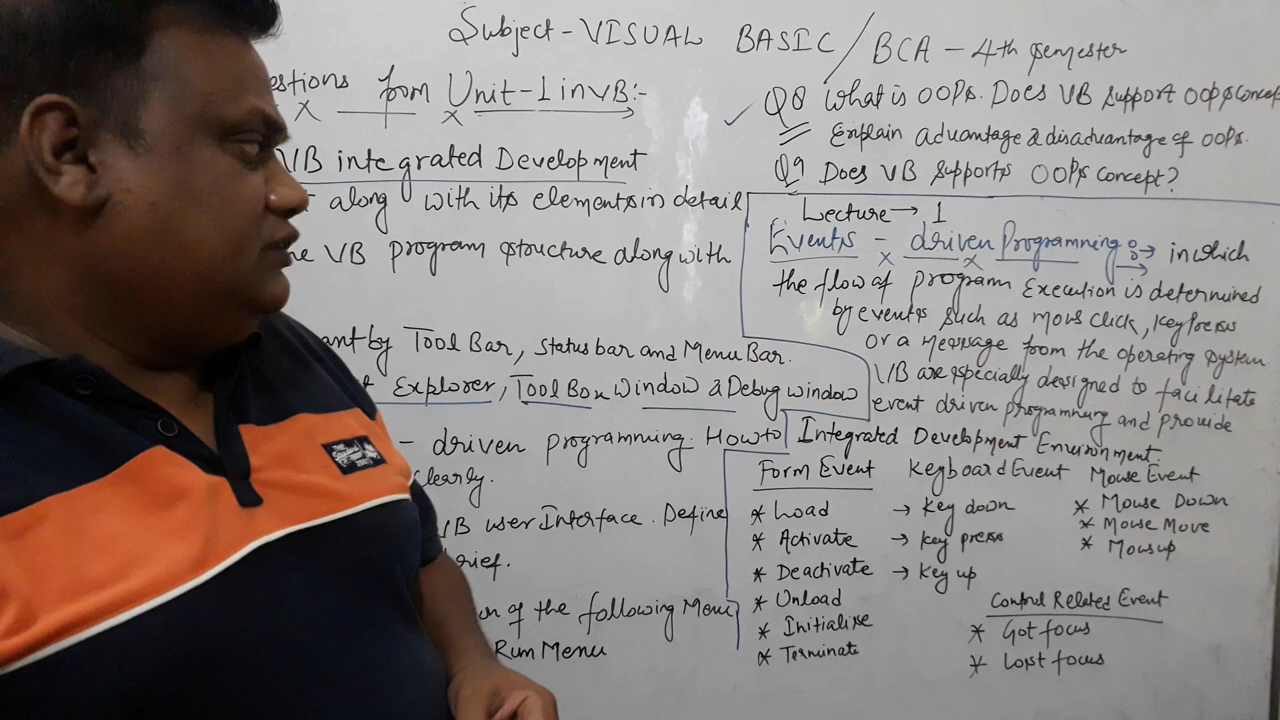 Subject - VISUAL BASIC / BCA - 4th semester
estions from Unit-1 in VB:-
VB integrated Development
along with its elements in detail
VB program structure along with
ant by Tool Bar, Status bar and Menu Bar.
Explorer, Tool Box Window & Debug window
- driven programming. How to
clearly.
VB user Interface. Define
brief.
on of the following Menu
Run Menu
Q8 What is OOPs. Does VB support OOPs concep
Explain advantage & disadvantage of OOPs.
Q9 Does VB supports OOPs concept?
Lecture → 1
Events - driven Programming :→ in which
the flow of program execution is determined
by events such as mous click, key press
or a message from the operating system
VB are especially designed to facilitate
event driven programming and provide
Integrated Development Environment.
Form Event
* Load
* Activate
* Deactivate
* Unload
* Initialise
* Terminate
Keyboard Event
→ Key down
→ Key press
→ Key up
Mouse Event
* Mouse Down
* Mouse Move
* Mousup
Control Related Event
* Got focus
* Lost focus